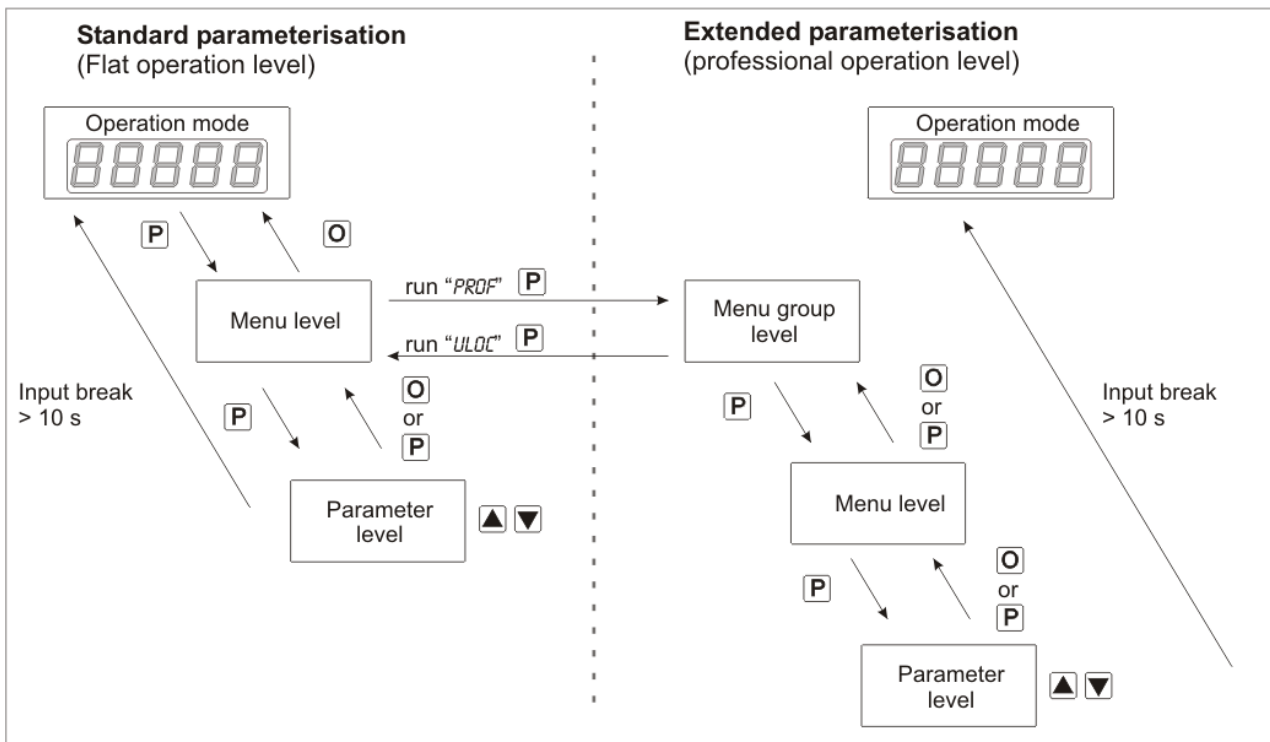 Standard parameterisation
(Flat operation level)
Operation mode
88888
P
O
Menu level
run “PROF” P
run “ULOC” P
Input break
> 10 s
P
O
or
P
Parameter
level
▲ ▼
Extended parameterisation
(professional operation level)
Operation mode
88888
Menu group
level
P
O
or
P
Input break
> 10 s
Menu level
P
O
or
P
Parameter
level
▲ ▼